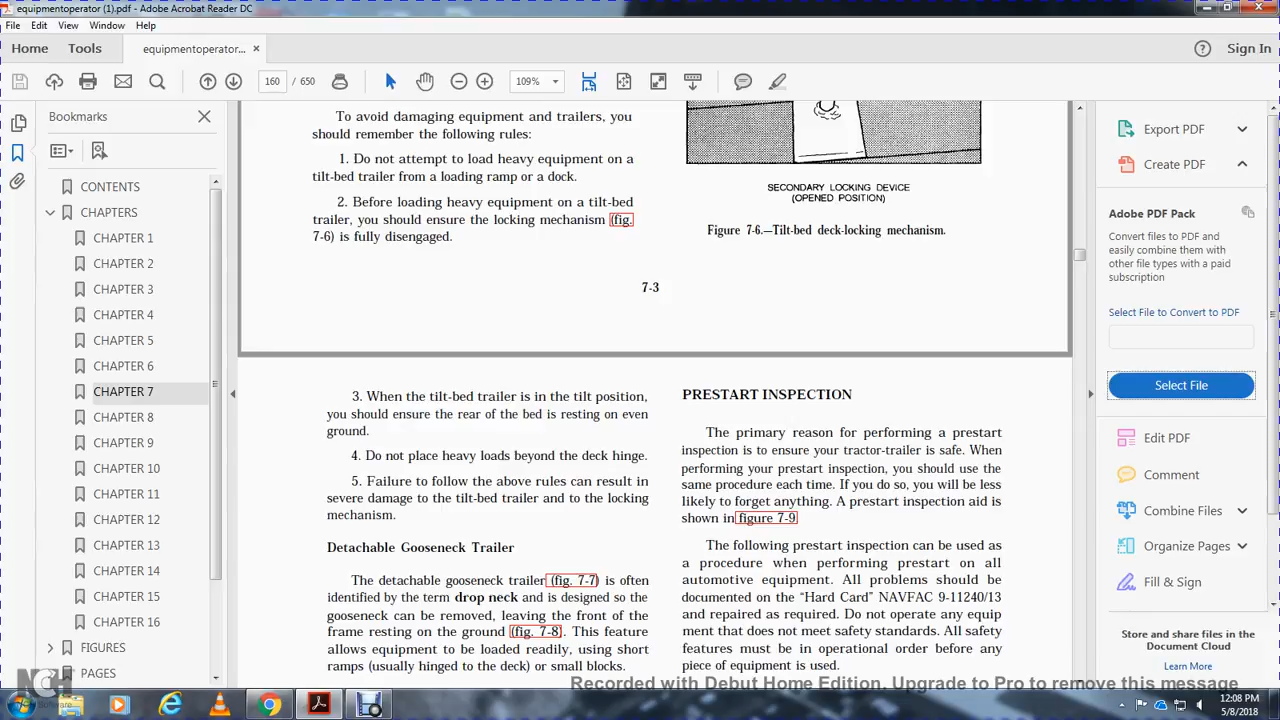 equipmentoperator (1).pdf - Adobe Acrobat Reader DC
File Edit View Window Help
Home Tools equipmentoperator... × Sign In
160 / 650 109%
Bookmarks
CONTENTS
CHAPTERS
CHAPTER 1
CHAPTER 2
CHAPTER 3
CHAPTER 4
CHAPTER 5
CHAPTER 6
CHAPTER 7
CHAPTER 8
CHAPTER 9
CHAPTER 10
CHAPTER 11
CHAPTER 12
CHAPTER 13
CHAPTER 14
CHAPTER 15
CHAPTER 16
FIGURES
PAGES
To avoid damaging equipment and trailers, you
should remember the following rules:
1. Do not attempt to load heavy equipment on a
tilt-bed trailer from a loading ramp or a dock.
2. Before loading heavy equipment on a tilt-bed
trailer, you should ensure the locking mechanism (fig.
7-6) is fully disengaged.
SECONDARY LOCKING DEVICE
(OPENED POSITION)
Figure 7-6.—Tilt-bed deck-locking mechanism.
7-3
3. When the tilt-bed trailer is in the tilt position,
you should ensure the rear of the bed is resting on even
ground.
4. Do not place heavy loads beyond the deck hinge.
5. Failure to follow the above rules can result in
severe damage to the tilt-bed trailer and to the locking
mechanism.
Detachable Gooseneck Trailer
The detachable gooseneck trailer (fig. 7-7) is often
identified by the term drop neck and is designed so the
gooseneck can be removed, leaving the front of the
frame resting on the ground (fig. 7-8). This feature
allows equipment to be loaded readily, using short
ramps (usually hinged to the deck) or small blocks.
PRESTART INSPECTION
The primary reason for performing a prestart
inspection is to ensure your tractor-trailer is safe. When
performing your prestart inspection, you should use the
same procedure each time. If you do so, you will be less
likely to forget anything. A prestart inspection aid is
shown in figure 7-9
The following prestart inspection can be used as
a procedure when performing prestart on all
automotive equipment. All problems should be
documented on the “Hard Card” NAVFAC 9-11240/13
and repaired as required. Do not operate any equip
ment that does not meet safety standards. All safety
features must be in operational order before any
piece of equipment is used.
Export PDF
Create PDF
Adobe PDF Pack
Convert files to PDF and
easily combine them with
other file types with a paid
subscription
Select File to Convert to PDF
Select File
Edit PDF
Comment
Combine Files
Organize Pages
Fill & Sign
Store and share files in the
Document Cloud
Learn More
NCH
Software
Recorded with Debut Home Edition. Upgrade to Pro to remove this message
12:08 PM
5/8/2018